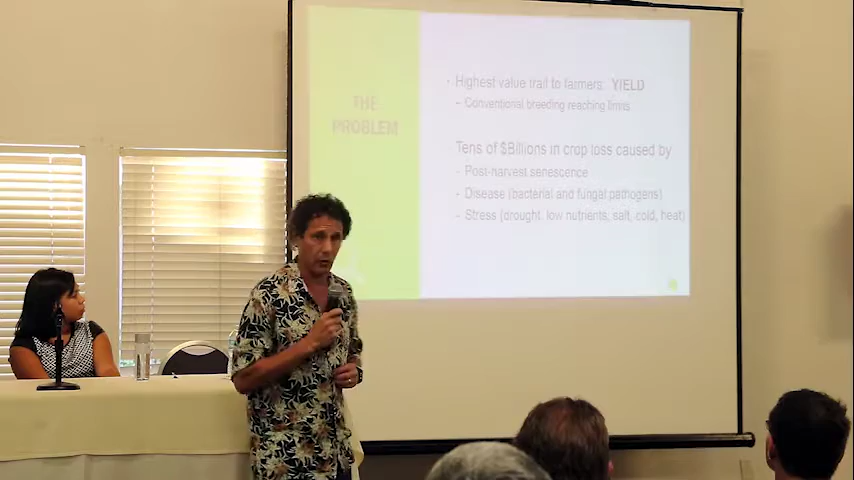 THE
PROBLEM
· Highest value trait to farmers: YIELD
– Conventional breeding reaching limits
· Tens of $Billions in crop loss caused by
– Post-harvest senescence
– Disease (bacterial and fungal pathogens)
– Stress (drought, low nutrients, salt, cold, heat)